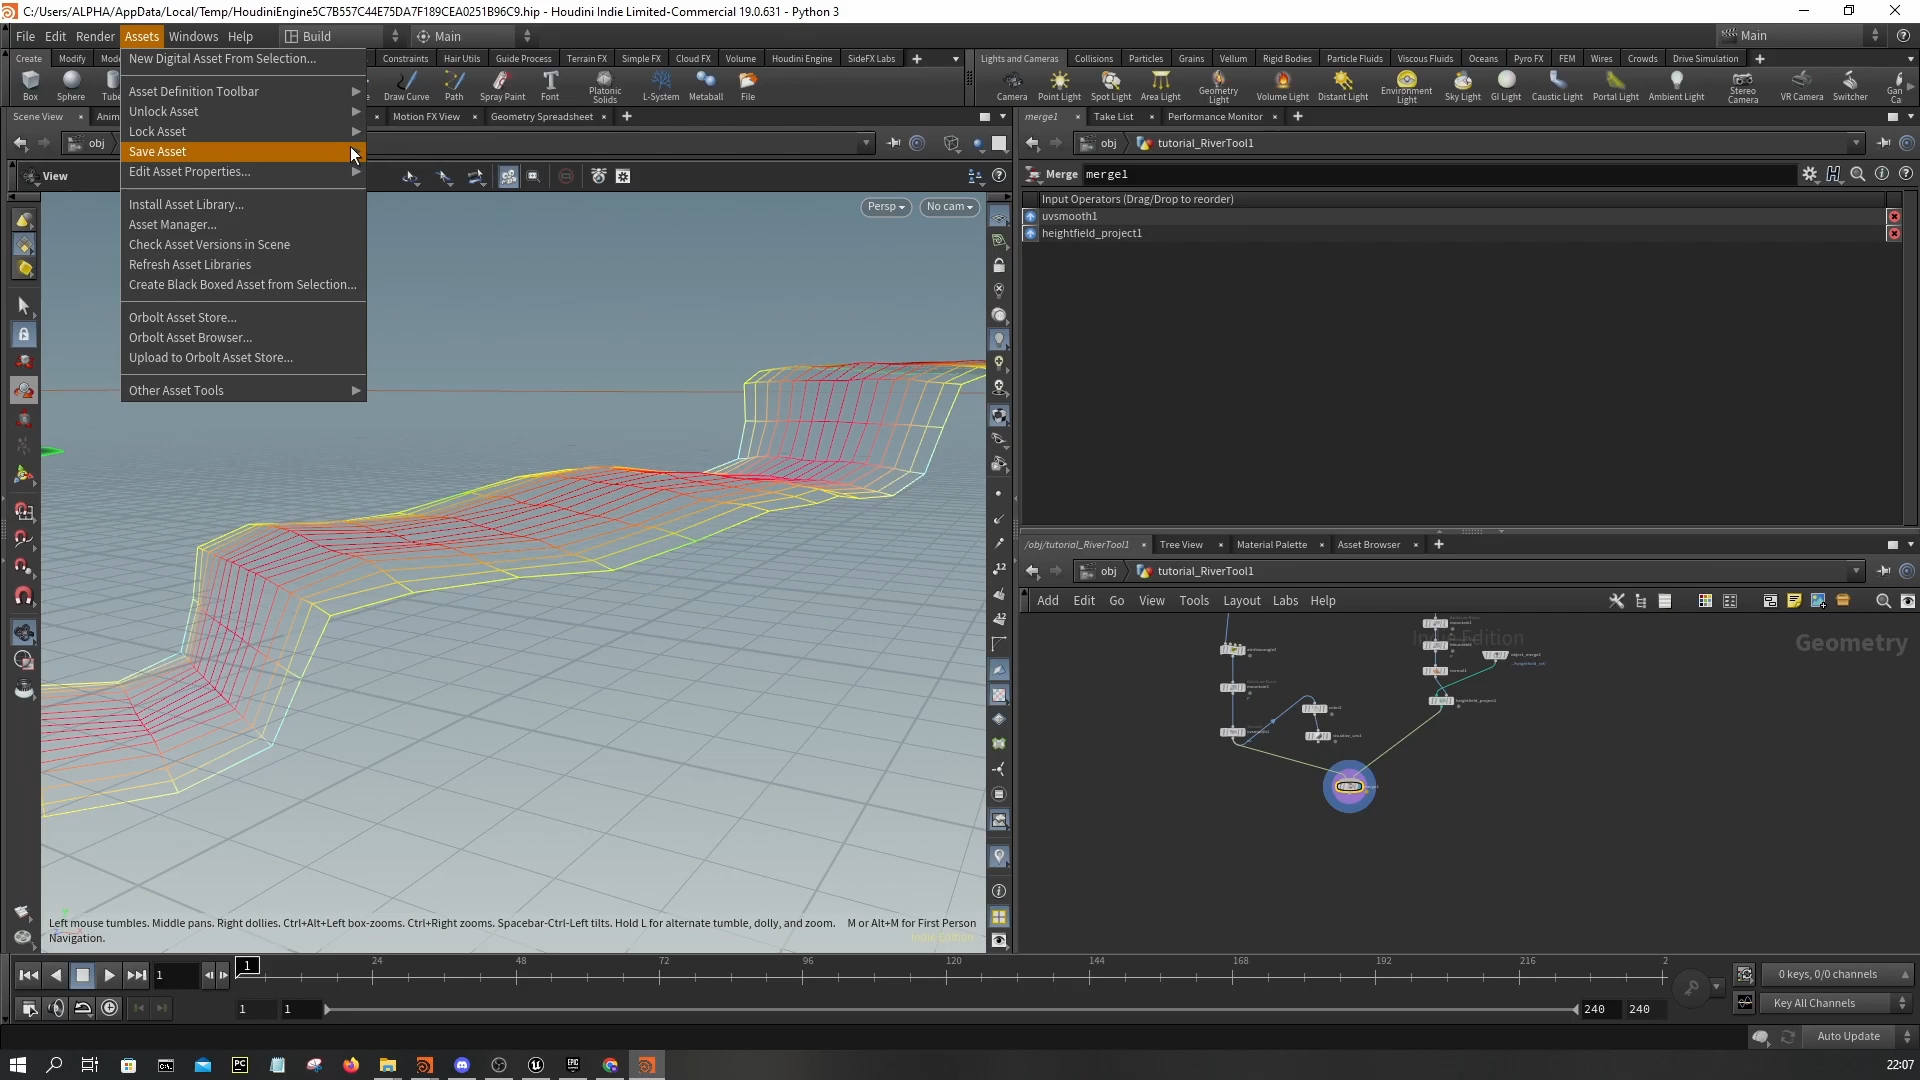 C:/Users/ALPHA/AppData/Local/Temp/HoudiniEngine5C7B557C44E75DA7F189CEA0251B96C9.hip - Houdini Indie Limited-Commercial 19.0.631 - Python 3
File Edit Render Assets Windows Help Build Main Main
Create Modify Constraints Hair Utils Guide Process Terrain FX Simple FX Cloud FX Volume Houdini Engine SideFX Labs
Lights and Cameras Collisions Particles Grains Vellum Rigid Bodies Particle Fluids Viscous Fluids Oceans Pyro FX FEM Wires Crowds Drive Simulation
Box Sphere Draw Curve Path Spray Paint Font Platonic Solids L-System Metaball File
Camera Point Light Spot Light Area Light Geometry Light Volume Light Distant Light Environment Light Sky Light GI Light Caustic Light Portal Light Ambient Light Stereo Camera VR Camera Switcher
New Digital Asset From Selection...
Asset Definition Toolbar
Unlock Asset
Lock Asset
Save Asset
Edit Asset Properties...
Install Asset Library...
Asset Manager...
Check Asset Versions in Scene
Refresh Asset Libraries
Create Black Boxed Asset from Selection...
Orbolt Asset Store...
Orbolt Asset Browser...
Upload to Orbolt Asset Store...
Other Asset Tools
Scene View Motion FX View Geometry Spreadsheet
obj
View
Persp No cam
Left mouse tumbles. Middle pans. Right dollies. Ctrl+Alt+Left box-zooms. Ctrl+Right zooms. Spacebar-Ctrl-Left tilts. Hold L for alternate tumble, dolly, and zoom. M or Alt+M for First Person
Navigation.
Indie Edition
merge1 Take List Performance Monitor
obj tutorial_RiverTool1
Merge merge1
Input Operators (Drag/Drop to reorder)
uvsmooth1
heightfield_project1
/obj/tutorial_RiverTool1 Tree View Material Palette Asset Browser
obj tutorial_RiverTool1
Add Edit Go View Tools Layout Labs Help
Indie Edition
Geometry
1 1 24 48 72 96 120 144 168 192 216 2
0 keys, 0/0 channels
1 1 240 240
Key All Channels
Auto Update
22:07